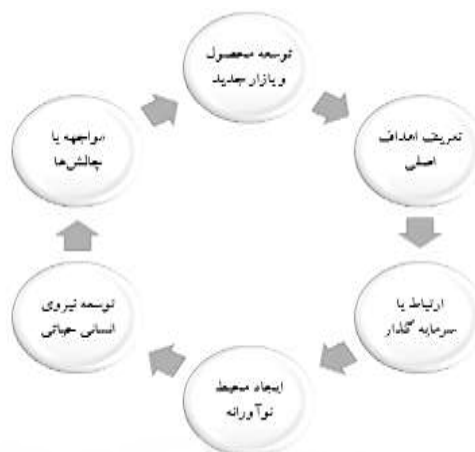 توسعه محصول
و بازار جدید
تعریف اهداف
اصلی
ارتباط با
سرمایه گذار
ایجاد محیط
نوآورانه
توسعه نیروی
انسانی حیاتی
مواجهه با
چالش‌ها